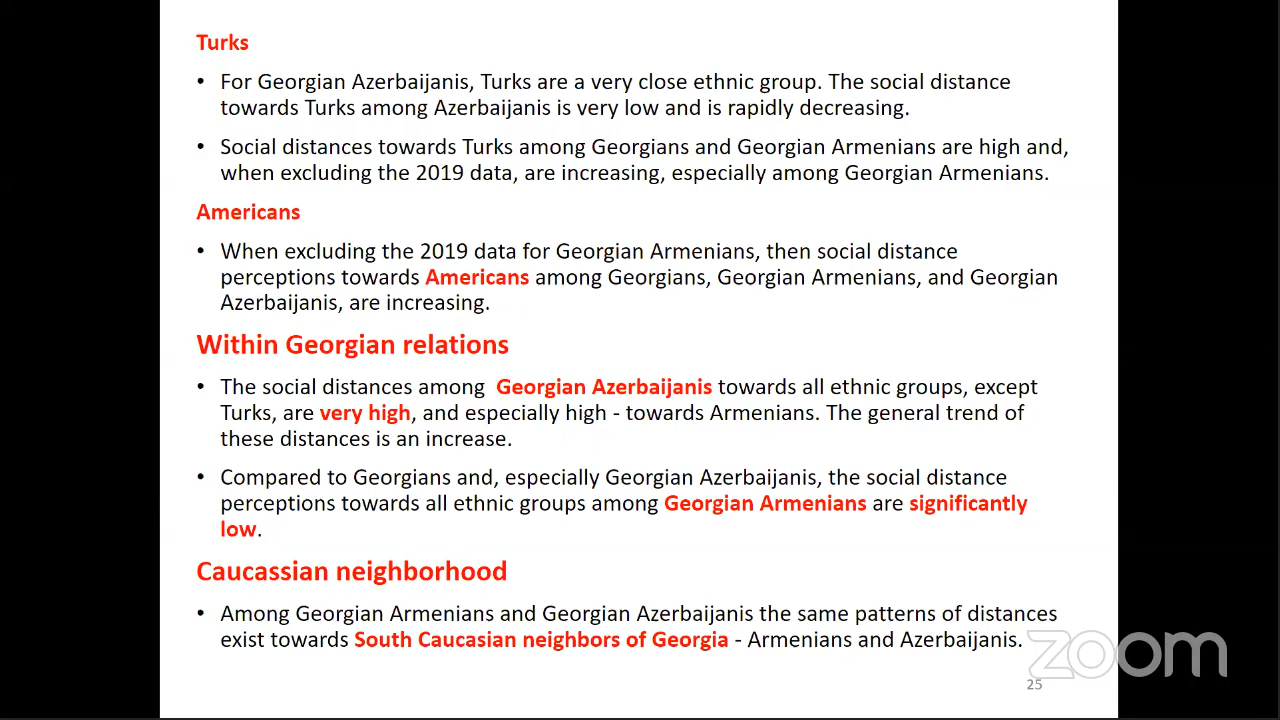 Turks
• For Georgian Azerbaijanis, Turks are a very close ethnic group. The social distance
towards Turks among Azerbaijanis is very low and is rapidly decreasing.
• Social distances towards Turks among Georgians and Georgian Armenians are high and,
when excluding the 2019 data, are increasing, especially among Georgian Armenians.
Americans
• When excluding the 2019 data for Georgian Armenians, then social distance
perceptions towards Americans among Georgians, Georgian Armenians, and Georgian
Azerbaijanis, are increasing.
Within Georgian relations
• The social distances among  Georgian Azerbaijanis towards all ethnic groups, except
Turks, are very high, and especially high - towards Armenians. The general trend of
these distances is an increase.
• Compared to Georgians and, especially Georgian Azerbaijanis, the social distance
perceptions towards all ethnic groups among Georgian Armenians are significantly
low.
Caucassian neighborhood
• Among Georgian Armenians and Georgian Azerbaijanis the same patterns of distances
exist towards South Caucasian neighbors of Georgia - Armenians and Azerbaijanis.
zoom
25